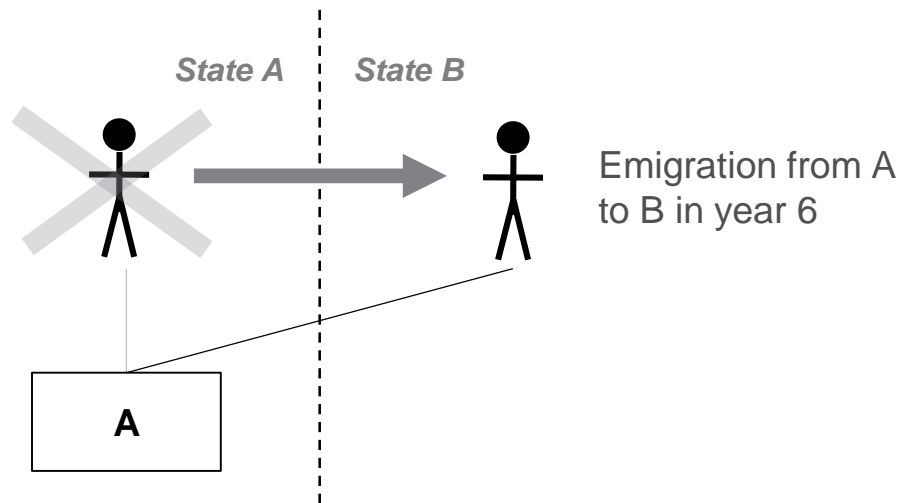 State A
State B
Emigration from A
to B in year 6
A